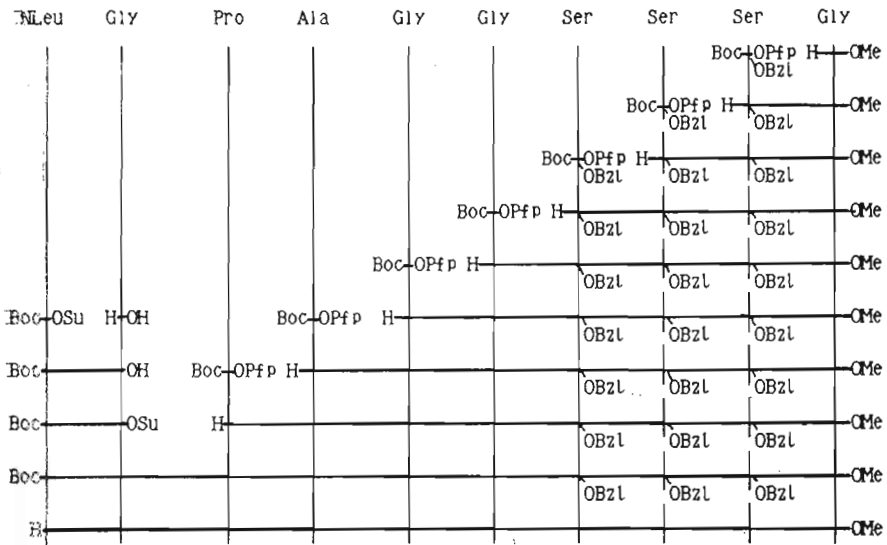 NLeu Gly Pro Ala Gly Gly Ser Ser Ser Gly
Boc OPfp H OMe
OBzl
Boc OPfp H OMe
OBzl OBzl
Boc OPfp H OMe
OBzl OBzl OBzl
Boc OPfp H OMe
OBzl OBzl OBzl
Boc OPfp H OMe
OBzl OBzl OBzl
Boc OSu H OH Boc OPfp H OMe
OBzl OBzl OBzl
Boc OH Boc OPfp H OMe
OBzl OBzl OBzl
Boc OSu H OMe
OBzl OBzl OBzl
Boc OMe
OBzl OBzl OBzl
H OMe